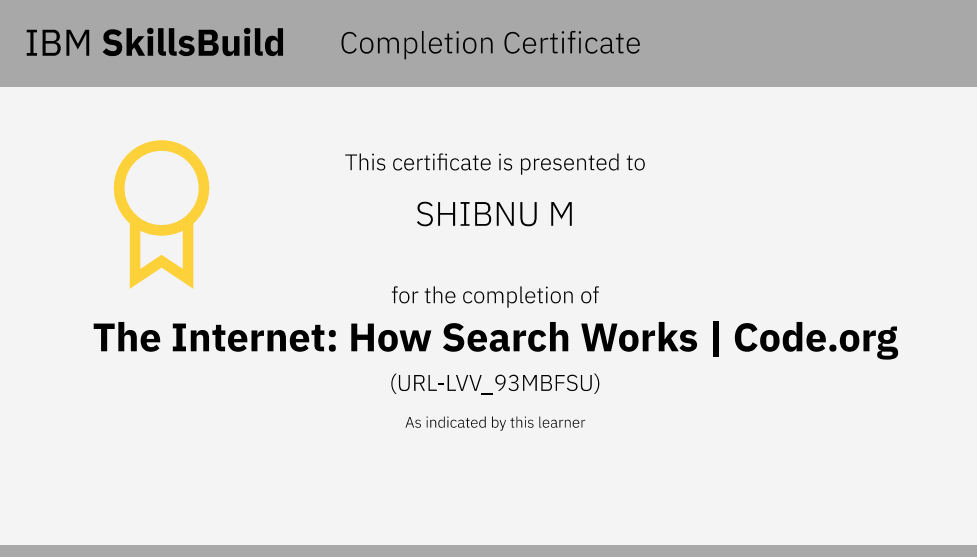 IBM SkillsBuild Completion Certificate
This certificate is presented to
SHIBNU M
for the completion of
The Internet: How Search Works | Code.org
(URL-LVV_93MBFSU)
As indicated by this learner